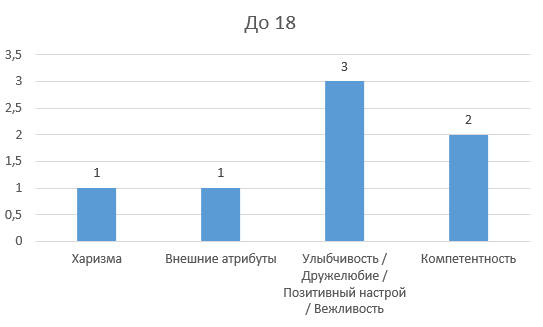 До 18
3,5
3
2,5
2
1,5
1
0,5
0
1
1
3
2
Харизма
Внешние атрибуты
Улыбчивость /
Дружелюбие /
Позитивный настрой
/ Вежливость
Компетентность